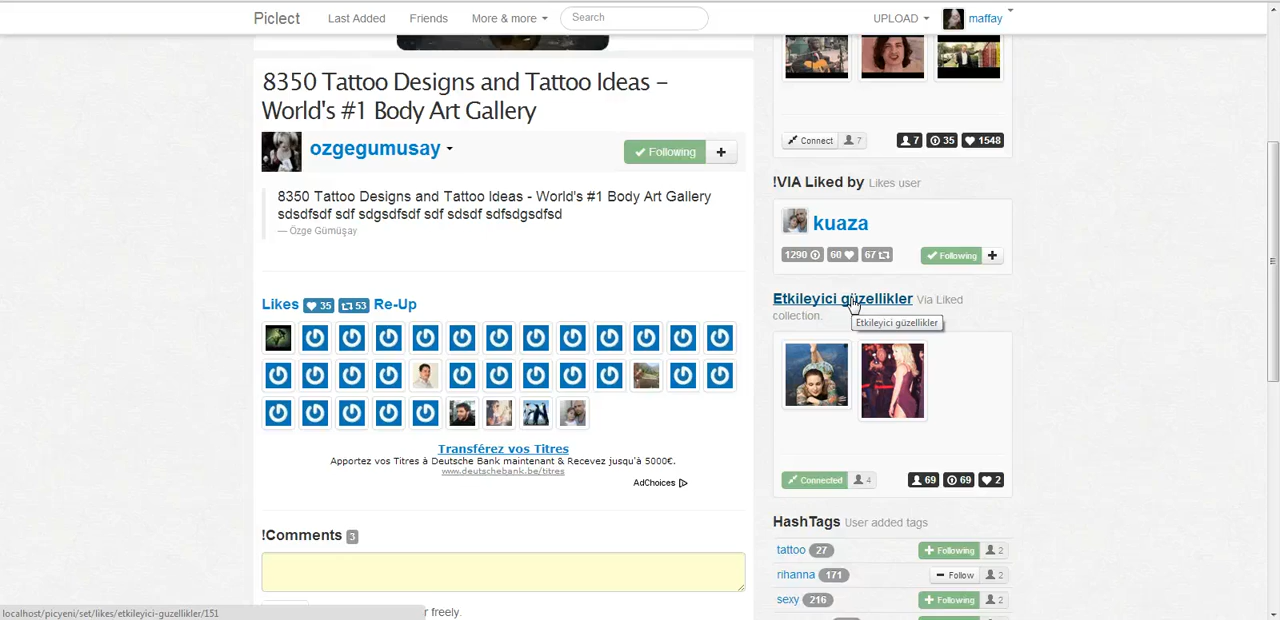 Piclect Last Added Friends More & more Search UPLOAD maffay
8350 Tattoo Designs and Tattoo Ideas –
World's #1 Body Art Gallery
ozgegumusay Following
8350 Tattoo Designs and Tattoo Ideas - World's #1 Body Art Gallery
sdsdfsdf sdf sdgsdfsdf sdf sdsdf sdfsdgsdfsd
— Özge Gümüşay
Likes 35 53 Re-Up
Transférez vos Titres
Apportez vos Titres à Deutsche Bank maintenant & Recevez jusqu'à 5000€.
www.deutschebank.be/titres
AdChoices
!Comments 3
r freely.
Connect 7 7 35 1548
!VIA Liked by Likes user
kuaza
1290 60 67 Following
Etkileyici güzellikler Via Liked
collection.
Etkileyici güzellikler
Connected 4 69 69 2
HashTags User added tags
tattoo 27 Following 2
rihanna 171 Follow 2
sexy 216 Following 2
localhost/picyeni/set/likes/etkileyici-guzellikler/151